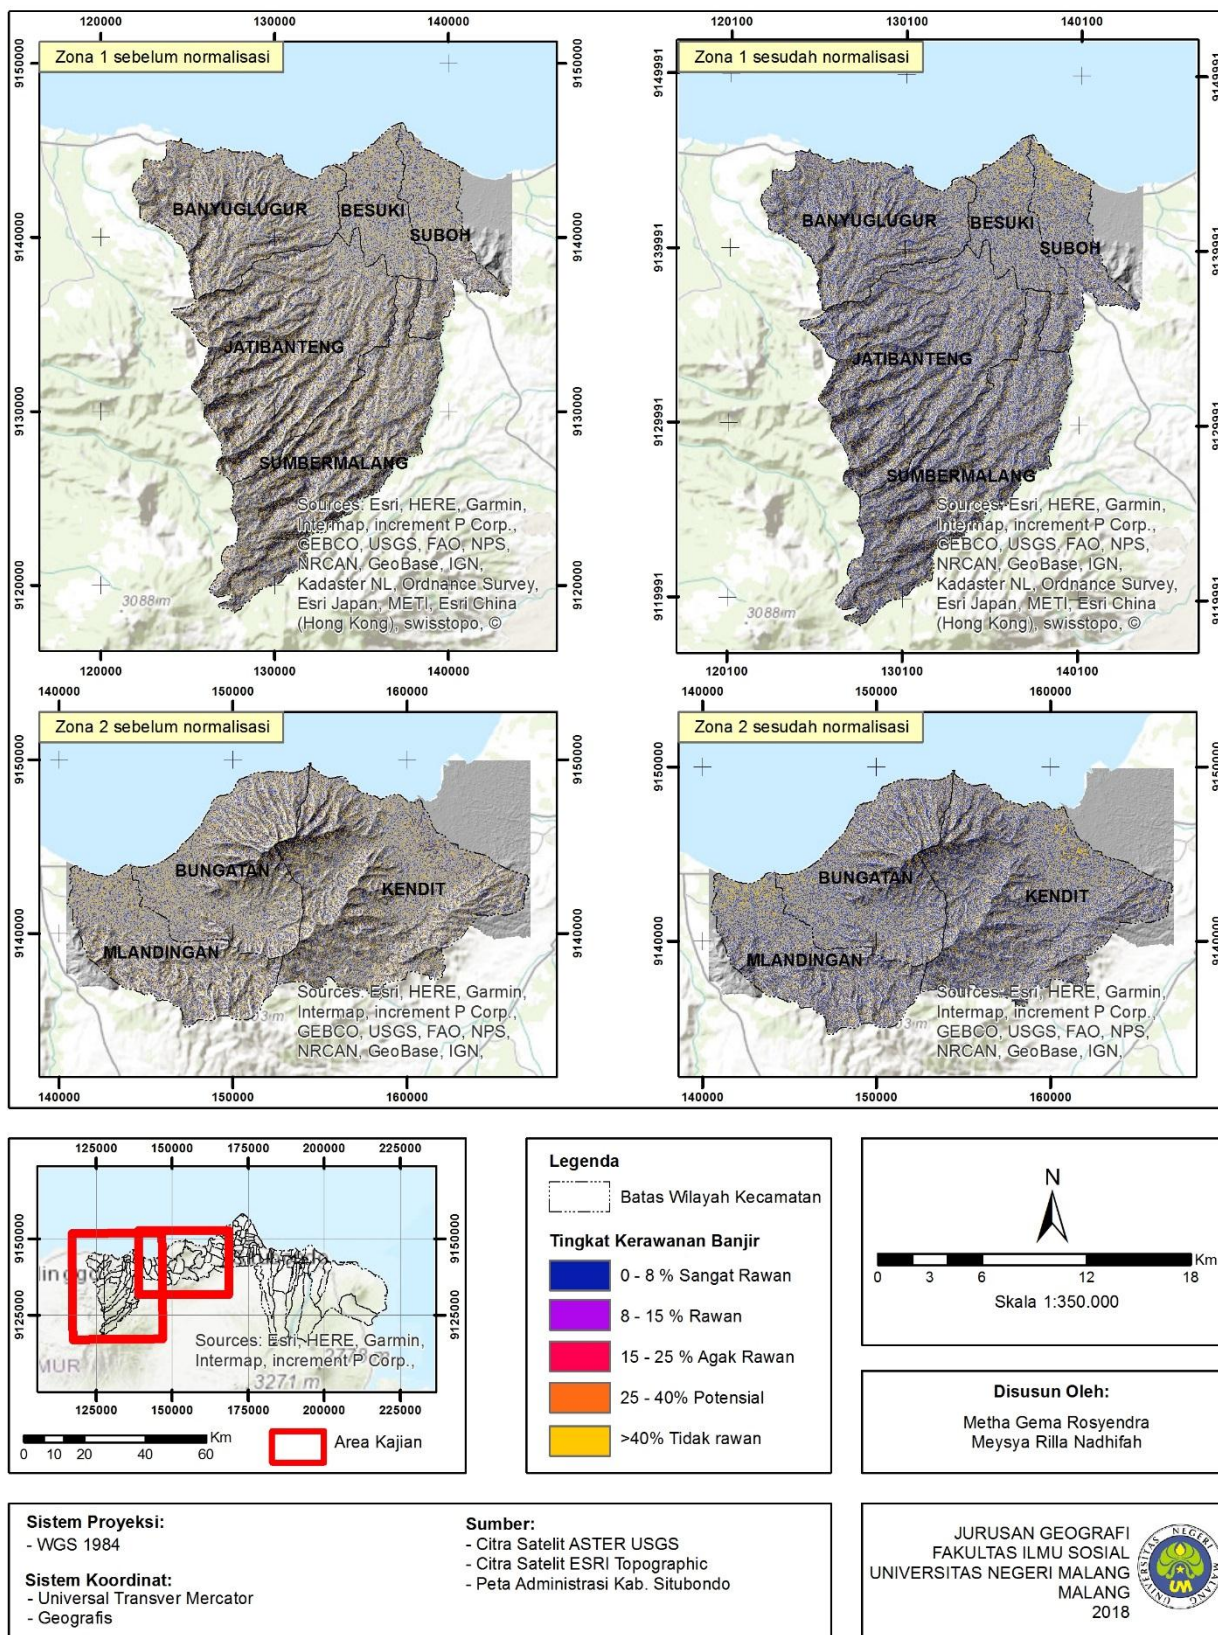 120000 130000 140000
Zona 1 sebelum normalisasi
9150000 9150000
BANYUGLUGUR BESUKI
SUBOH
9140000 9140000
JATIBANTENG
9130000 9130000
SUMBERMALANG
Sources: Esri, HERE, Garmin,
Intermap, increment P Corp.,
GEBCO, USGS, FAO, NPS,
NRCAN, GeoBase, IGN,
Kadaster NL, Ordnance Survey,
Esri Japan, METI, Esri China
(Hong Kong), swisstopo, ©
9120000 9120000
3088 m
120000 130000 140000
120100 130100 140100
Zona 1 sesudah normalisasi
9149991 9149991
BANYUGLUGUR BESUKI
SUBOH
9139991 9139991
JATIBANTENG
9129991 9129991
SUMBERMALANG
Sources: Esri, HERE, Garmin,
Intermap, increment P Corp.,
GEBCO, USGS, FAO, NPS,
NRCAN, GeoBase, IGN,
Kadaster NL, Ordnance Survey,
Esri Japan, METI, Esri China
(Hong Kong), swisstopo, ©
9119991 9119991
3088 m
120100 130100 140100
140000 150000 160000
Zona 2 sebelum normalisasi
9150000 9150000
BUNGATAN
KENDIT
9140000 9140000
MLANDINGAN
Sources: Esri, HERE, Garmin,
Intermap, increment P Corp.,
GEBCO, USGS, FAO, NPS,
NRCAN, GeoBase, IGN,
140000 150000 160000
140000 150000 160000
Zona 2 sesudah normalisasi
9150000 9150000
BUNGATAN
KENDIT
9140000 9140000
MLANDINGAN
Sources: Esri, HERE, Garmin,
Intermap, increment P Corp.,
GEBCO, USGS, FAO, NPS,
NRCAN, GeoBase, IGN,
140000 150000 160000
125000 150000 175000 200000 225000
9150000 9150000
9125000 9125000
Sources: Esri, HERE, Garmin,
Intermap, increment P Corp.,
MUR
3271 m
125000 150000 175000 200000 225000
Km
0 10 20 40 60
Area Kajian
Legenda
Batas Wilayah Kecamatan
Tingkat Kerawanan Banjir
0 - 8 % Sangat Rawan
8 - 15 % Rawan
15 - 25 % Agak Rawan
25 - 40% Potensial
>40% Tidak rawan
N
Km
0 3 6 12 18
Skala 1:350.000
Disusun Oleh:
Metha Gema Rosyendra
Meysya Rilla Nadhifah
Sistem Proyeksi:
- WGS 1984
Sistem Koordinat:
- Universal Transver Mercator
- Geografis
Sumber:
- Citra Satelit ASTER USGS
- Citra Satelit ESRI Topographic
- Peta Administrasi Kab. Situbondo
JURUSAN GEOGRAFI
FAKULTAS ILMU SOSIAL
UNIVERSITAS NEGERI MALANG
MALANG
2018
UNIVERSITAS NEGERI MALANG
UM